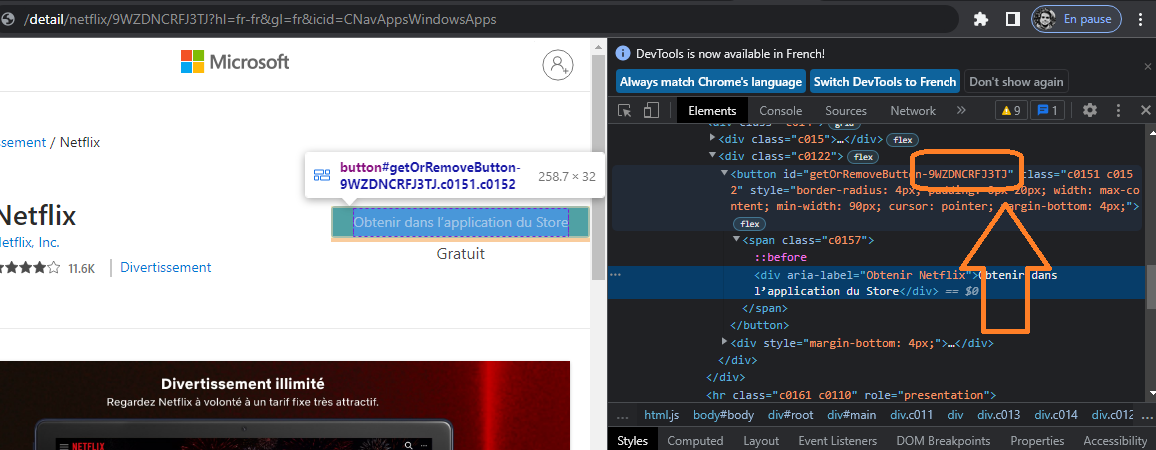 /detail/netflix/9WZDNCRFJ3TJ?hl=fr-fr&gl=fr&icid=CNavAppsWindowsApps
En pause
Microsoft
/ Netflix
button#getOrRemoveButton-
9WZDNCRFJ3TJ.c0151.c0152
258.7 × 32
Netflix
Netflix, Inc.
11.6K
Divertissement
Obtenir dans l'application du Store
Gratuit
Divertissement illimité
Regardez Netflix à volonté à un tarif fixe très attractif.
NETFLIX
DevTools is now available in French!
Always match Chrome's language
Switch DevTools to French
Don't show again
Elements
Console
Sources
Network
»
9
1
<div class="c015">…</div>
flex
<div class="c0122">
flex
<button id="getOrRemoveButton-9WZDNCRFJ3TJ" class="c0151 c015
2" style="border-radius: 4px; padding: 0px 20px; width: max-co
ntent; min-width: 90px; cursor: pointer; margin-bottom: 4px;">
flex
<span class="c0157">
::before
<div aria-label="Obtenir Netflix">Obtenir dans
l’application du Store</div> == $0
</span>
</button>
<div style="margin-bottom: 4px;">…</div>
</div>
</div>
<hr class="c0161 c0110" role="presentation">
...
html.js
body#body
div#root
div#main
div.c011
div
div.c013
div.c014
div.c012
...
Styles
Computed
Layout
Event Listeners
DOM Breakpoints
Properties
Accessibility